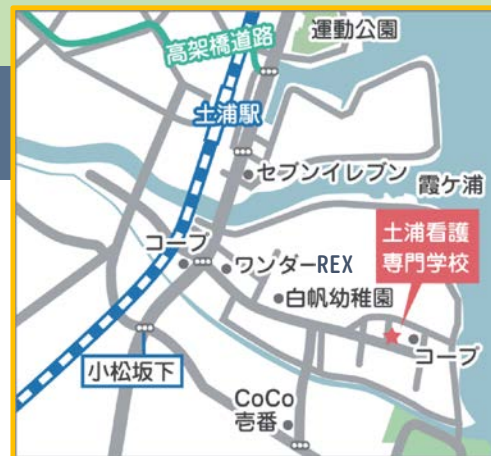 運動公園
高架橋道路
土浦駅
セブンイレブン
霞ケ浦
土浦看護
専門学校
コープ
ワンダーREX
白帆幼稚園
コープ
小松坂下
CoCo
壱番